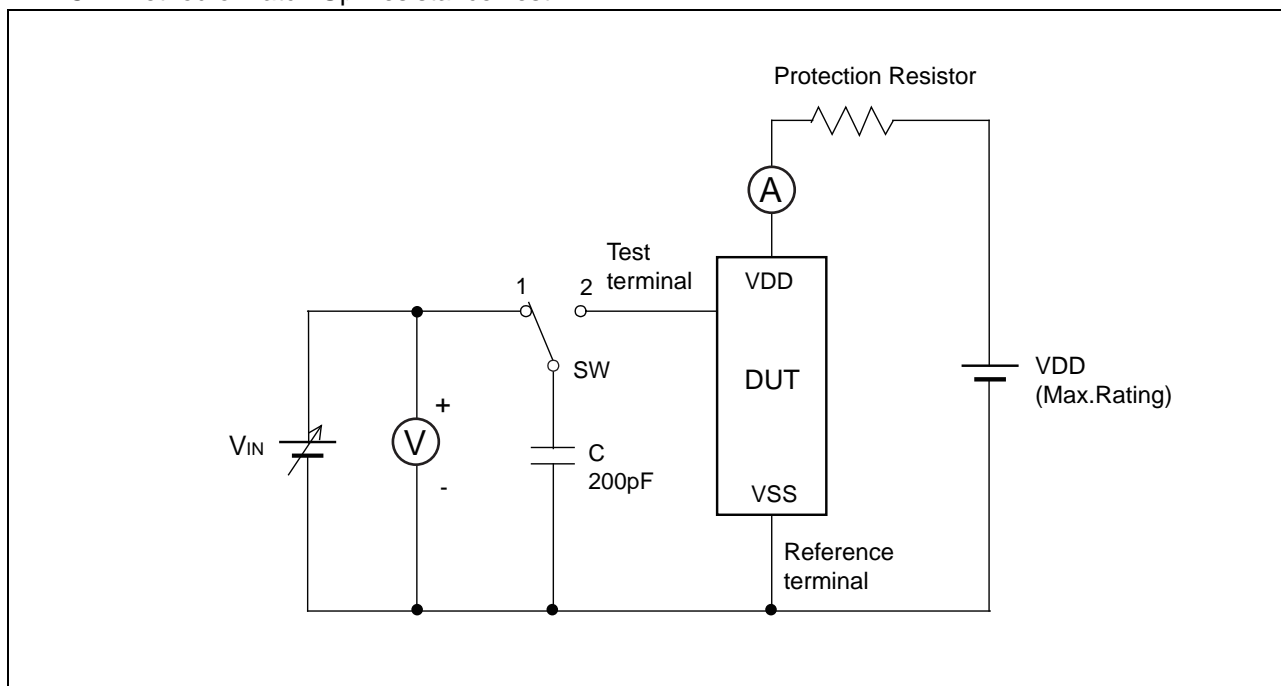 Protection Resistor
A
Test
terminal
1
2
VDD
SW
DUT
VDD
(Max.Rating)
VIN
+
V
-
C
200pF
VSS
Reference
terminal